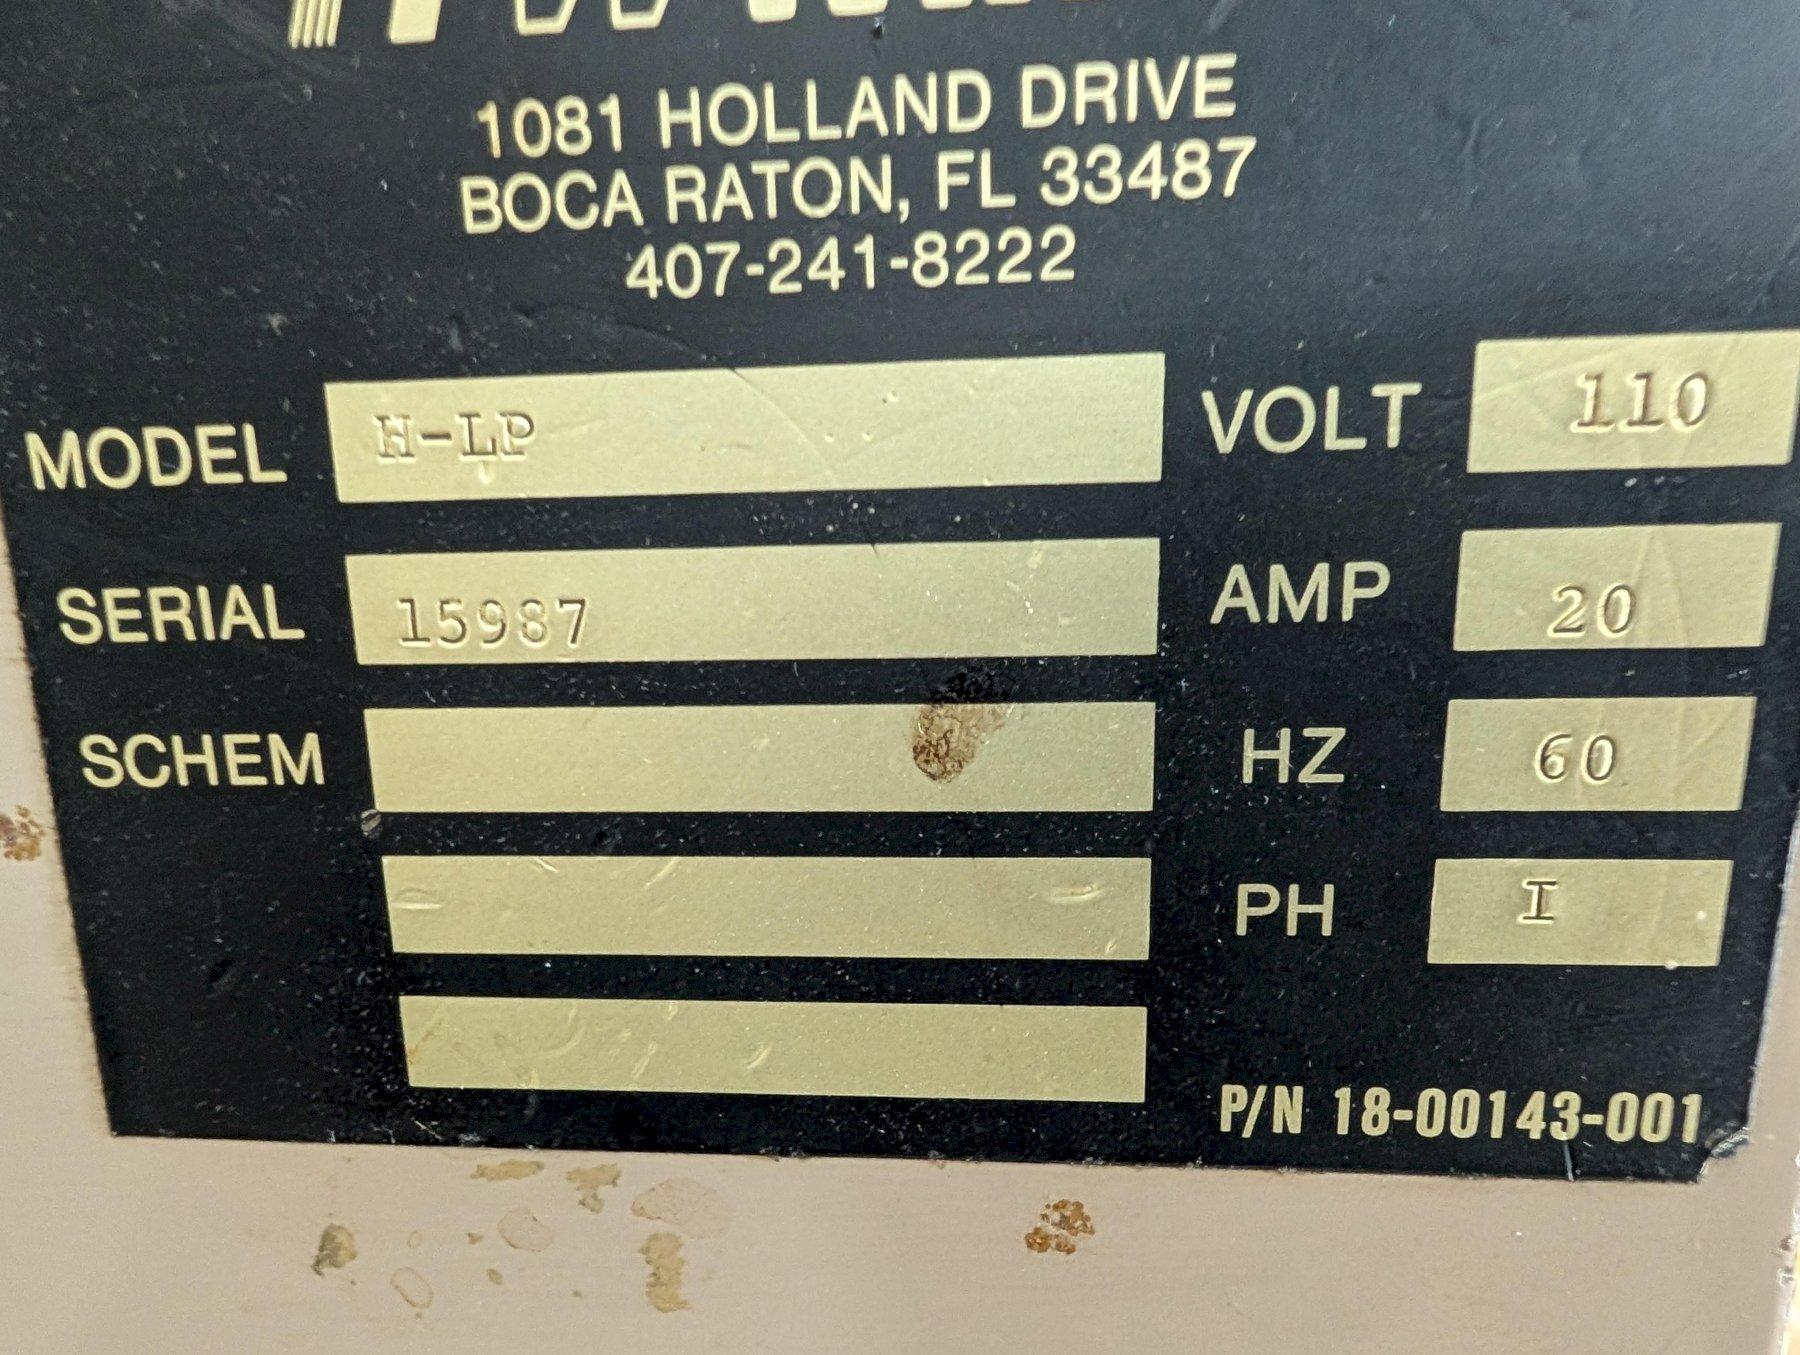 1081 HOLLAND DRIVE
BOCA RATON, FL 33487
407-241-8222
MODEL H-LP VOLT 110
SERIAL 15987 AMP 20
SCHEM HZ 60
PH I
P/N 18-00143-001